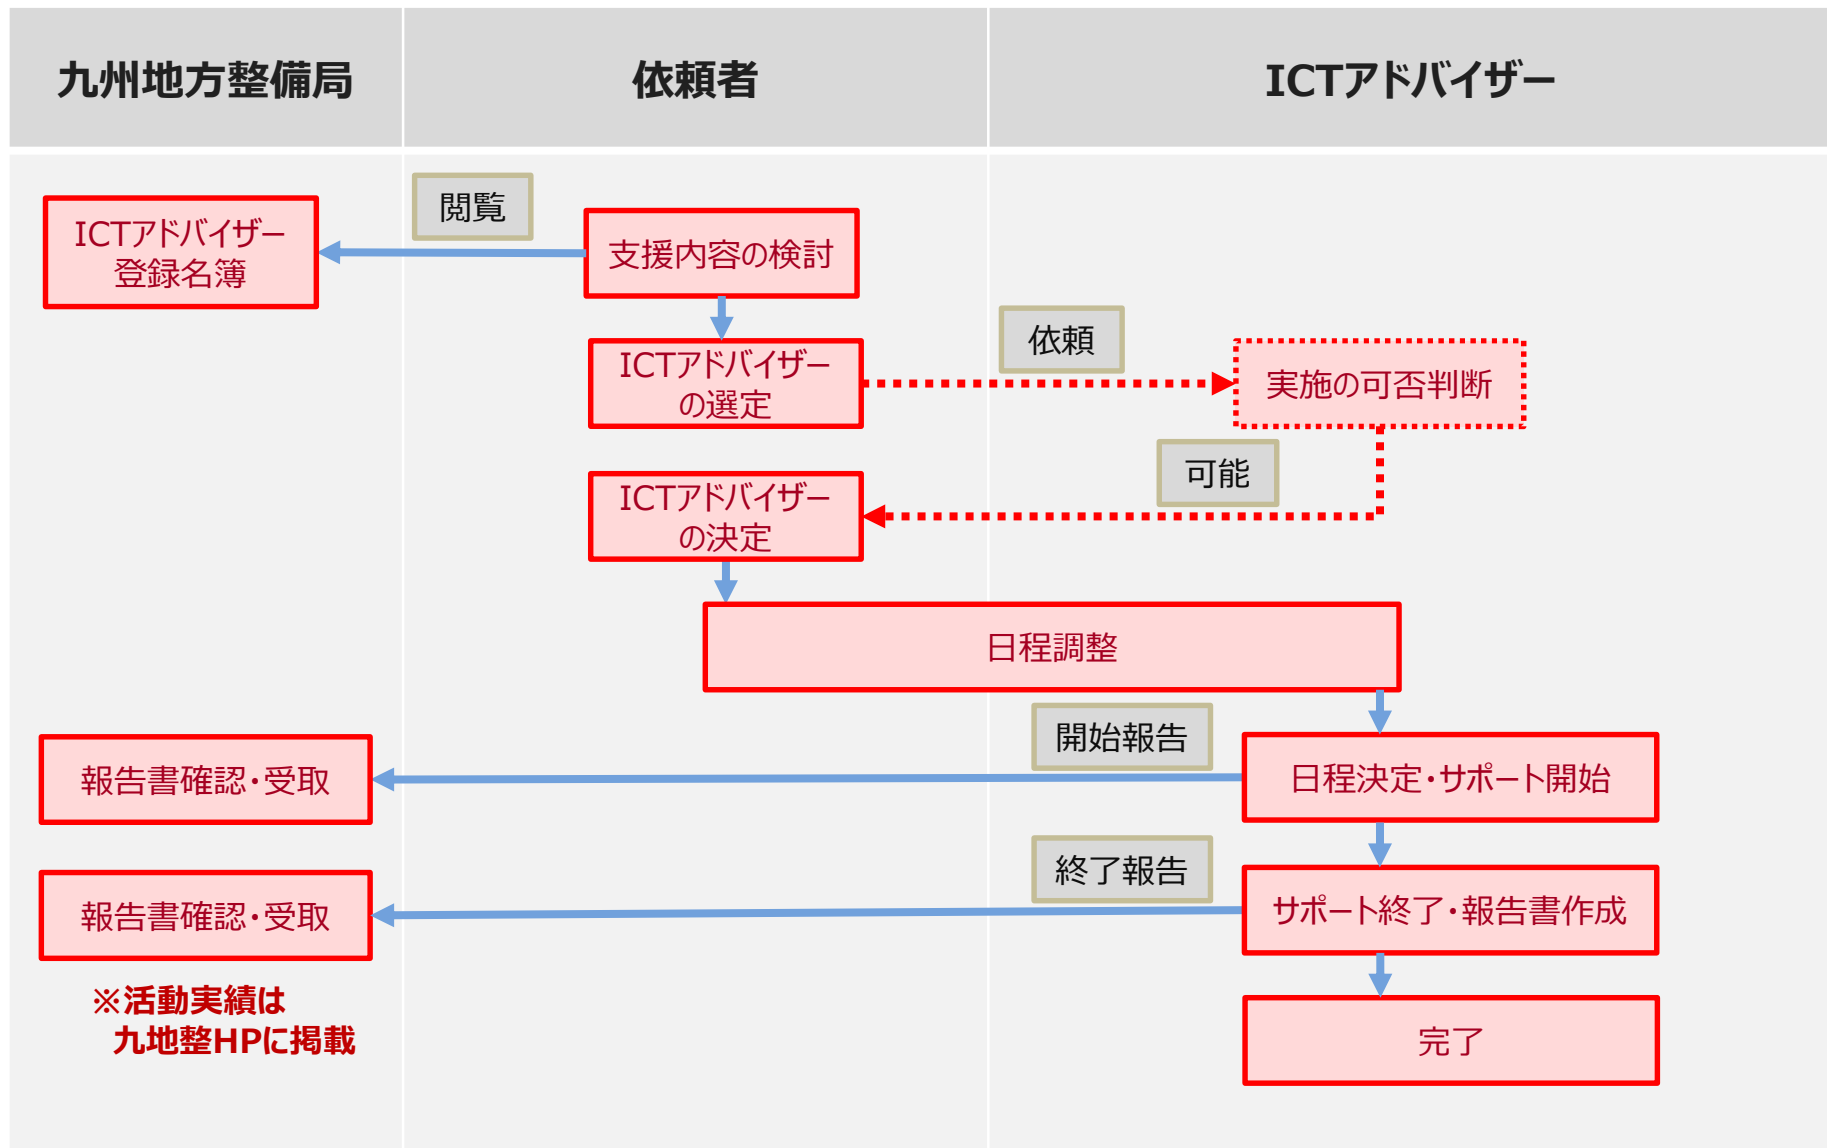 九州地方整備局
依頼者
ICTアドバイザー
閲覧
ICTアドバイザー
登録名簿
支援内容の検討
依頼
ICTアドバイザー
の選定
実施の可否判断
可能
ICTアドバイザー
の決定
日程調整
開始報告
報告書確認・受取
日程決定・サポート開始
終了報告
報告書確認・受取
サポート終了・報告書作成
※活動実績は
九地整HPに掲載
完了